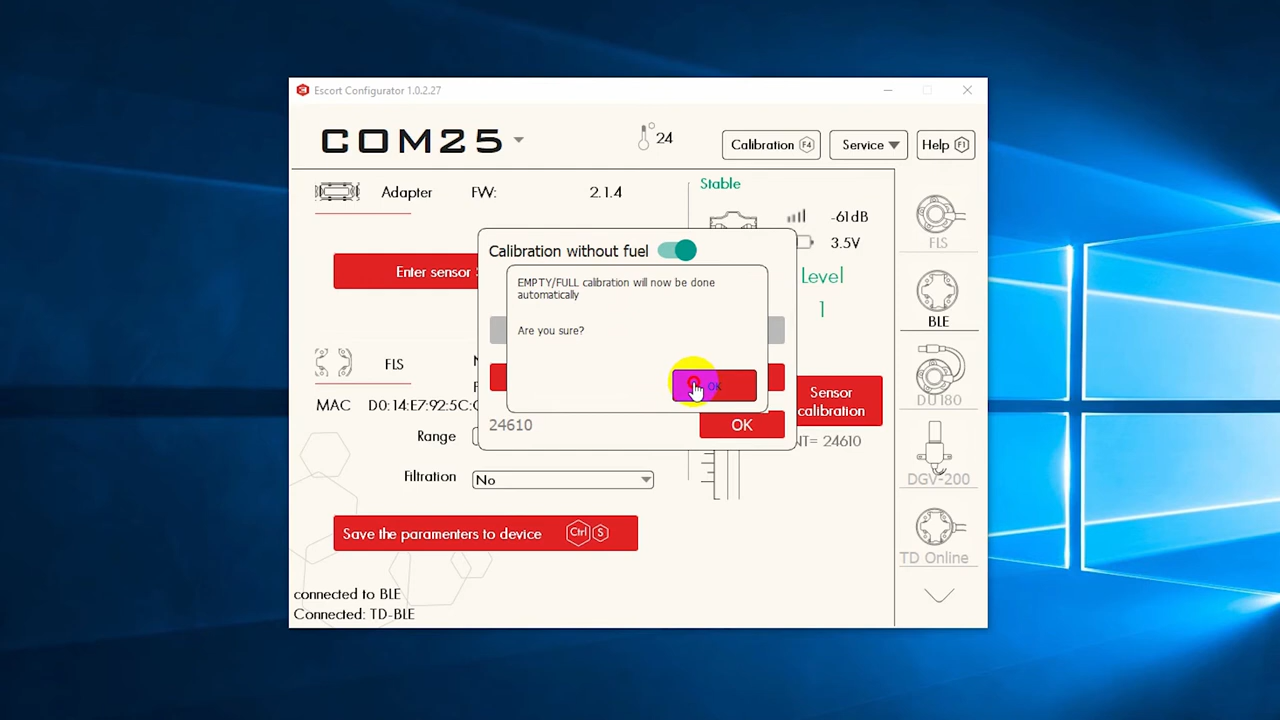 Escort Configurator 1.0.2.27
COM25
24
Calibration F4
Service
Help F1
Adapter
FW:
2.1.4
Stable
-61dB
3.5V
FLS
Enter sensor
Calibration without fuel
EMPTY/FULL calibration will now be done
automatically
Are you sure?
OK
Level
1
BLE
FLS
MAC
D0:14:E7:92:5C:
Sensor
calibration
DU180
24610
OK
NT= 24610
Range
Filtration
No
DGV-200
Save the paramenters to device Ctrl S
TD Online
connected to BLE
Connected: TD-BLE